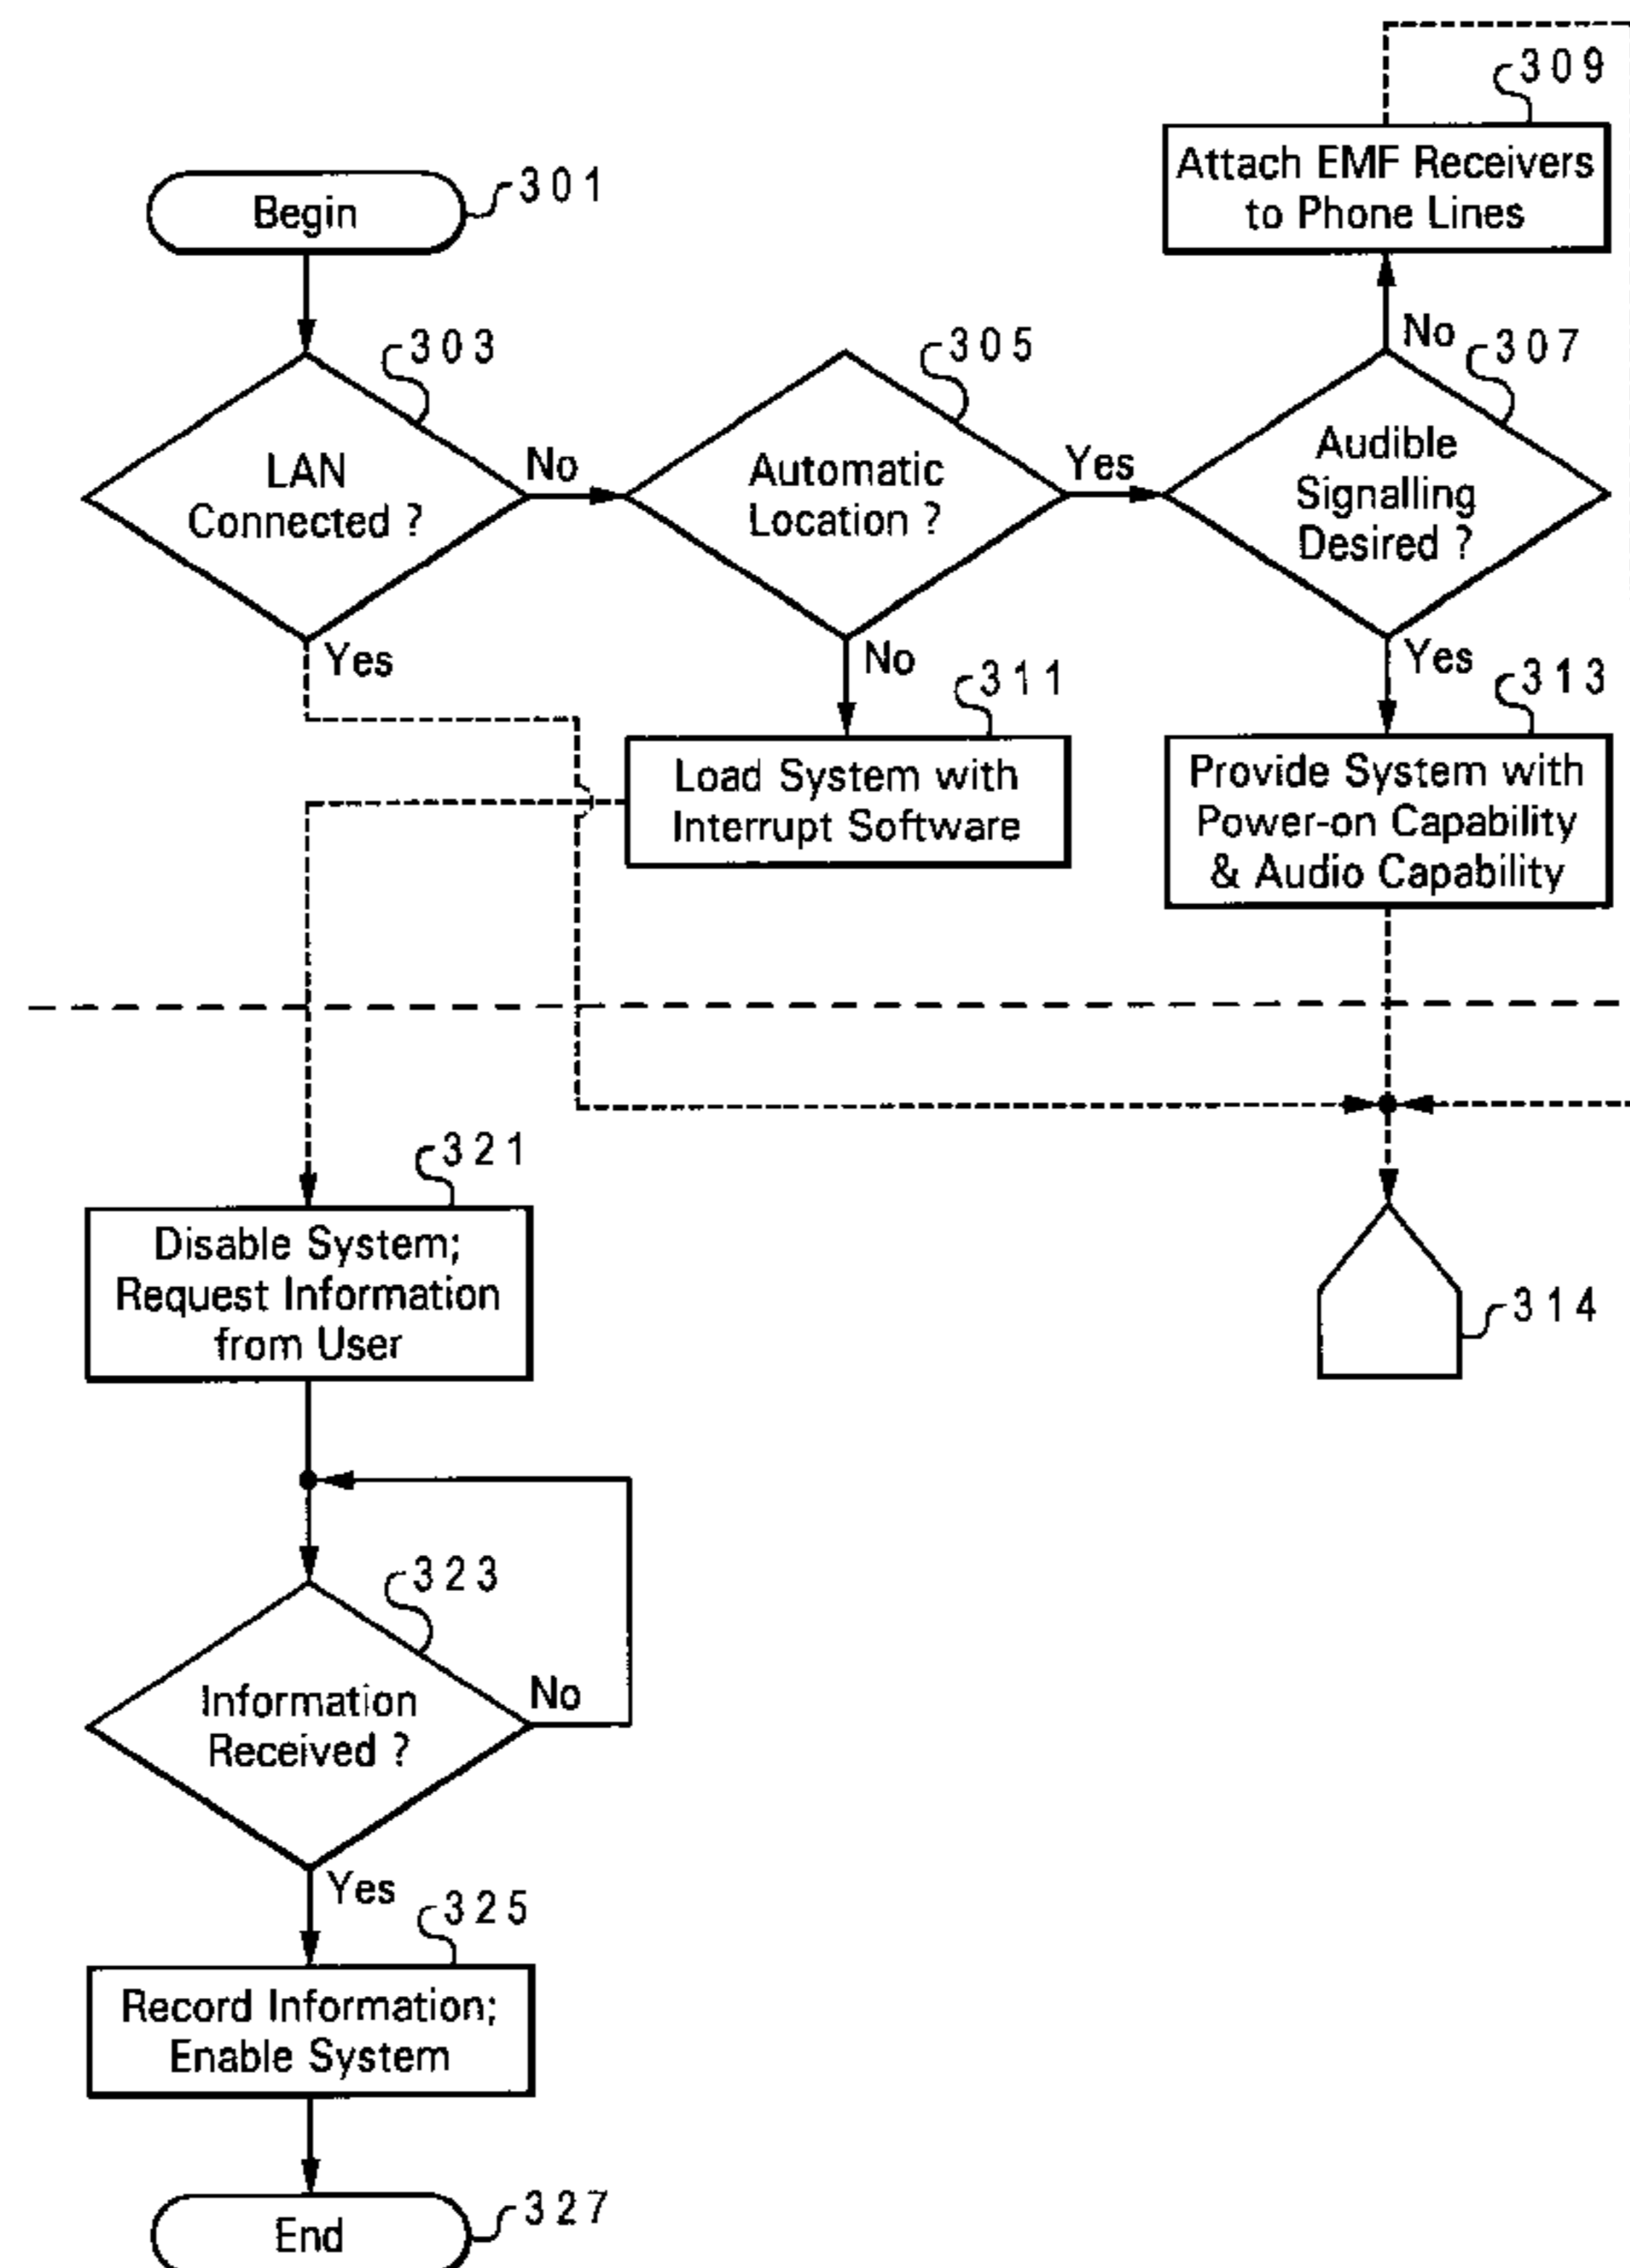 309
Attach EMF Receivers
to Phone Lines
301
Begin
No
303
305
307
LAN
Connected ?
No
Automatic
Location ?
Yes
Audible
Signalling
Desired ?
Yes
No
Yes
311
313
Load System with
Interrupt Software
Provide System with
Power-on Capability
& Audio Capability
321
Disable System;
Request Information
from User
314
323
Information
Received ?
No
Yes
325
Record Information;
Enable System
327
End